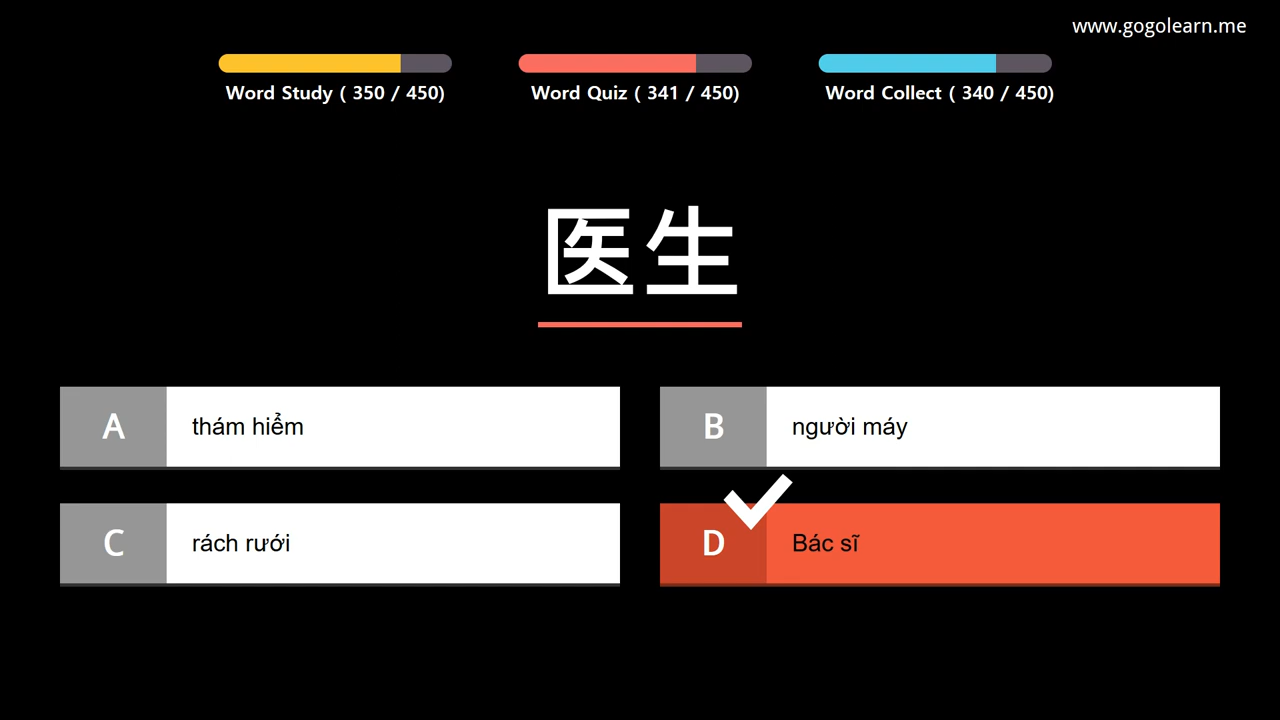 www.gogolearn.me
Word Study ( 350 / 450)
Word Quiz ( 341 / 450)
Word Collect ( 340 / 450)
医生
A
thám hiểm
B
người máy
C
rách rưới
D
Bác sĩ